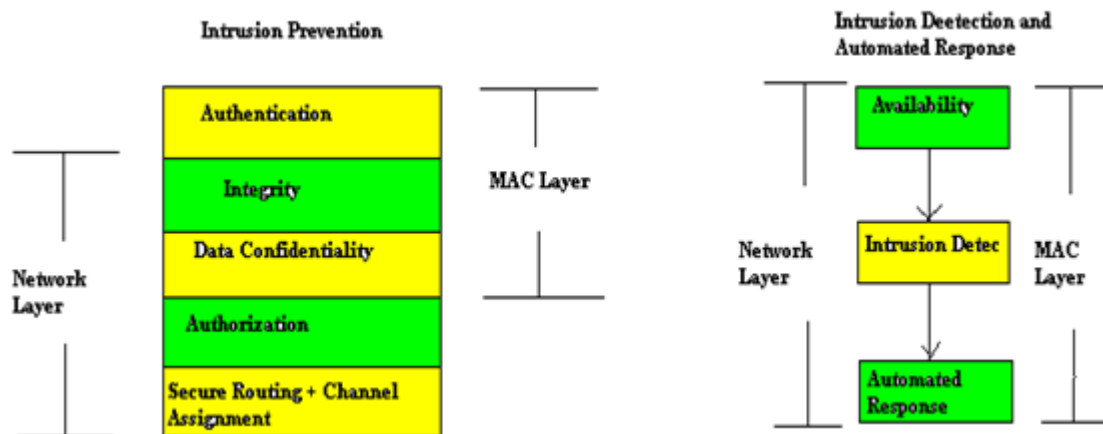 Intrusion Prevention
Authentication
Integrity
Data Confidentiality
Authorization
Secure Routing + Channel
Assignment
Network
Layer
MAC Layer
Intrusion Deetection and
Automated Response
Availability
Intrusion Detec
Automated
Response
Network
Layer
MAC
Layer